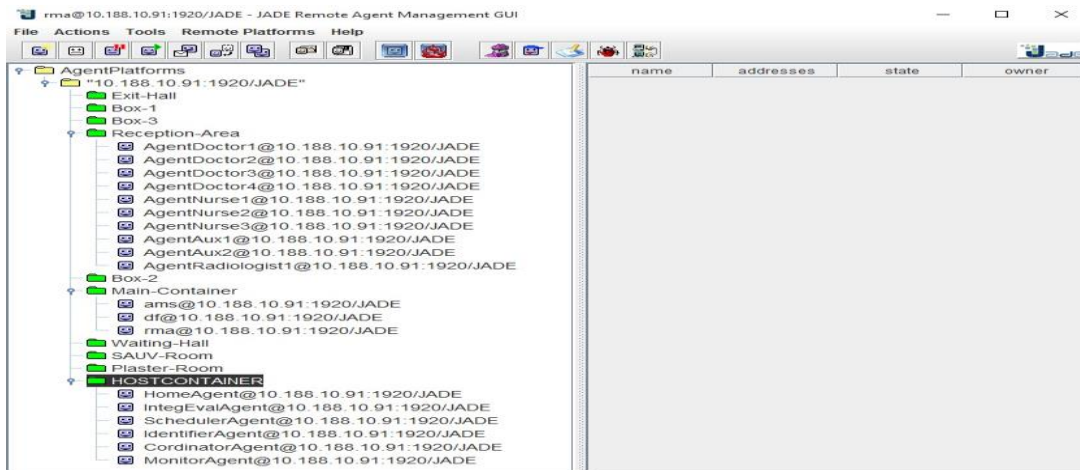 rma@10.188.10.91:1920/JADE - JADE Remote Agent Management GUI
File Actions Tools Remote Platforms Help
name addresses state owner
AgentPlatforms
"10.188.10.91:1920/JADE"
Exit-Hall
Box-1
Box-3
Reception-Area
AgentDoctor1@10.188.10.91:1920/JADE
AgentDoctor2@10.188.10.91:1920/JADE
AgentDoctor3@10.188.10.91:1920/JADE
AgentDoctor4@10.188.10.91:1920/JADE
AgentNurse1@10.188.10.91:1920/JADE
AgentNurse2@10.188.10.91:1920/JADE
AgentNurse3@10.188.10.91:1920/JADE
AgentAux1@10.188.10.91:1920/JADE
AgentAux2@10.188.10.91:1920/JADE
AgentRadiologist1@10.188.10.91:1920/JADE
Box-2
Main-Container
ams@10.188.10.91:1920/JADE
df@10.188.10.91:1920/JADE
rma@10.188.10.91:1920/JADE
Waiting-Hall
SAUV-Room
Plaster-Room
HOSTCONTAINER
HomeAgent@10.188.10.91:1920/JADE
IntegEvalAgent@10.188.10.91:1920/JADE
SchedulerAgent@10.188.10.91:1920/JADE
IdentifierAgent@10.188.10.91:1920/JADE
CordinatorAgent@10.188.10.91:1920/JADE
MonitorAgent@10.188.10.91:1920/JADE